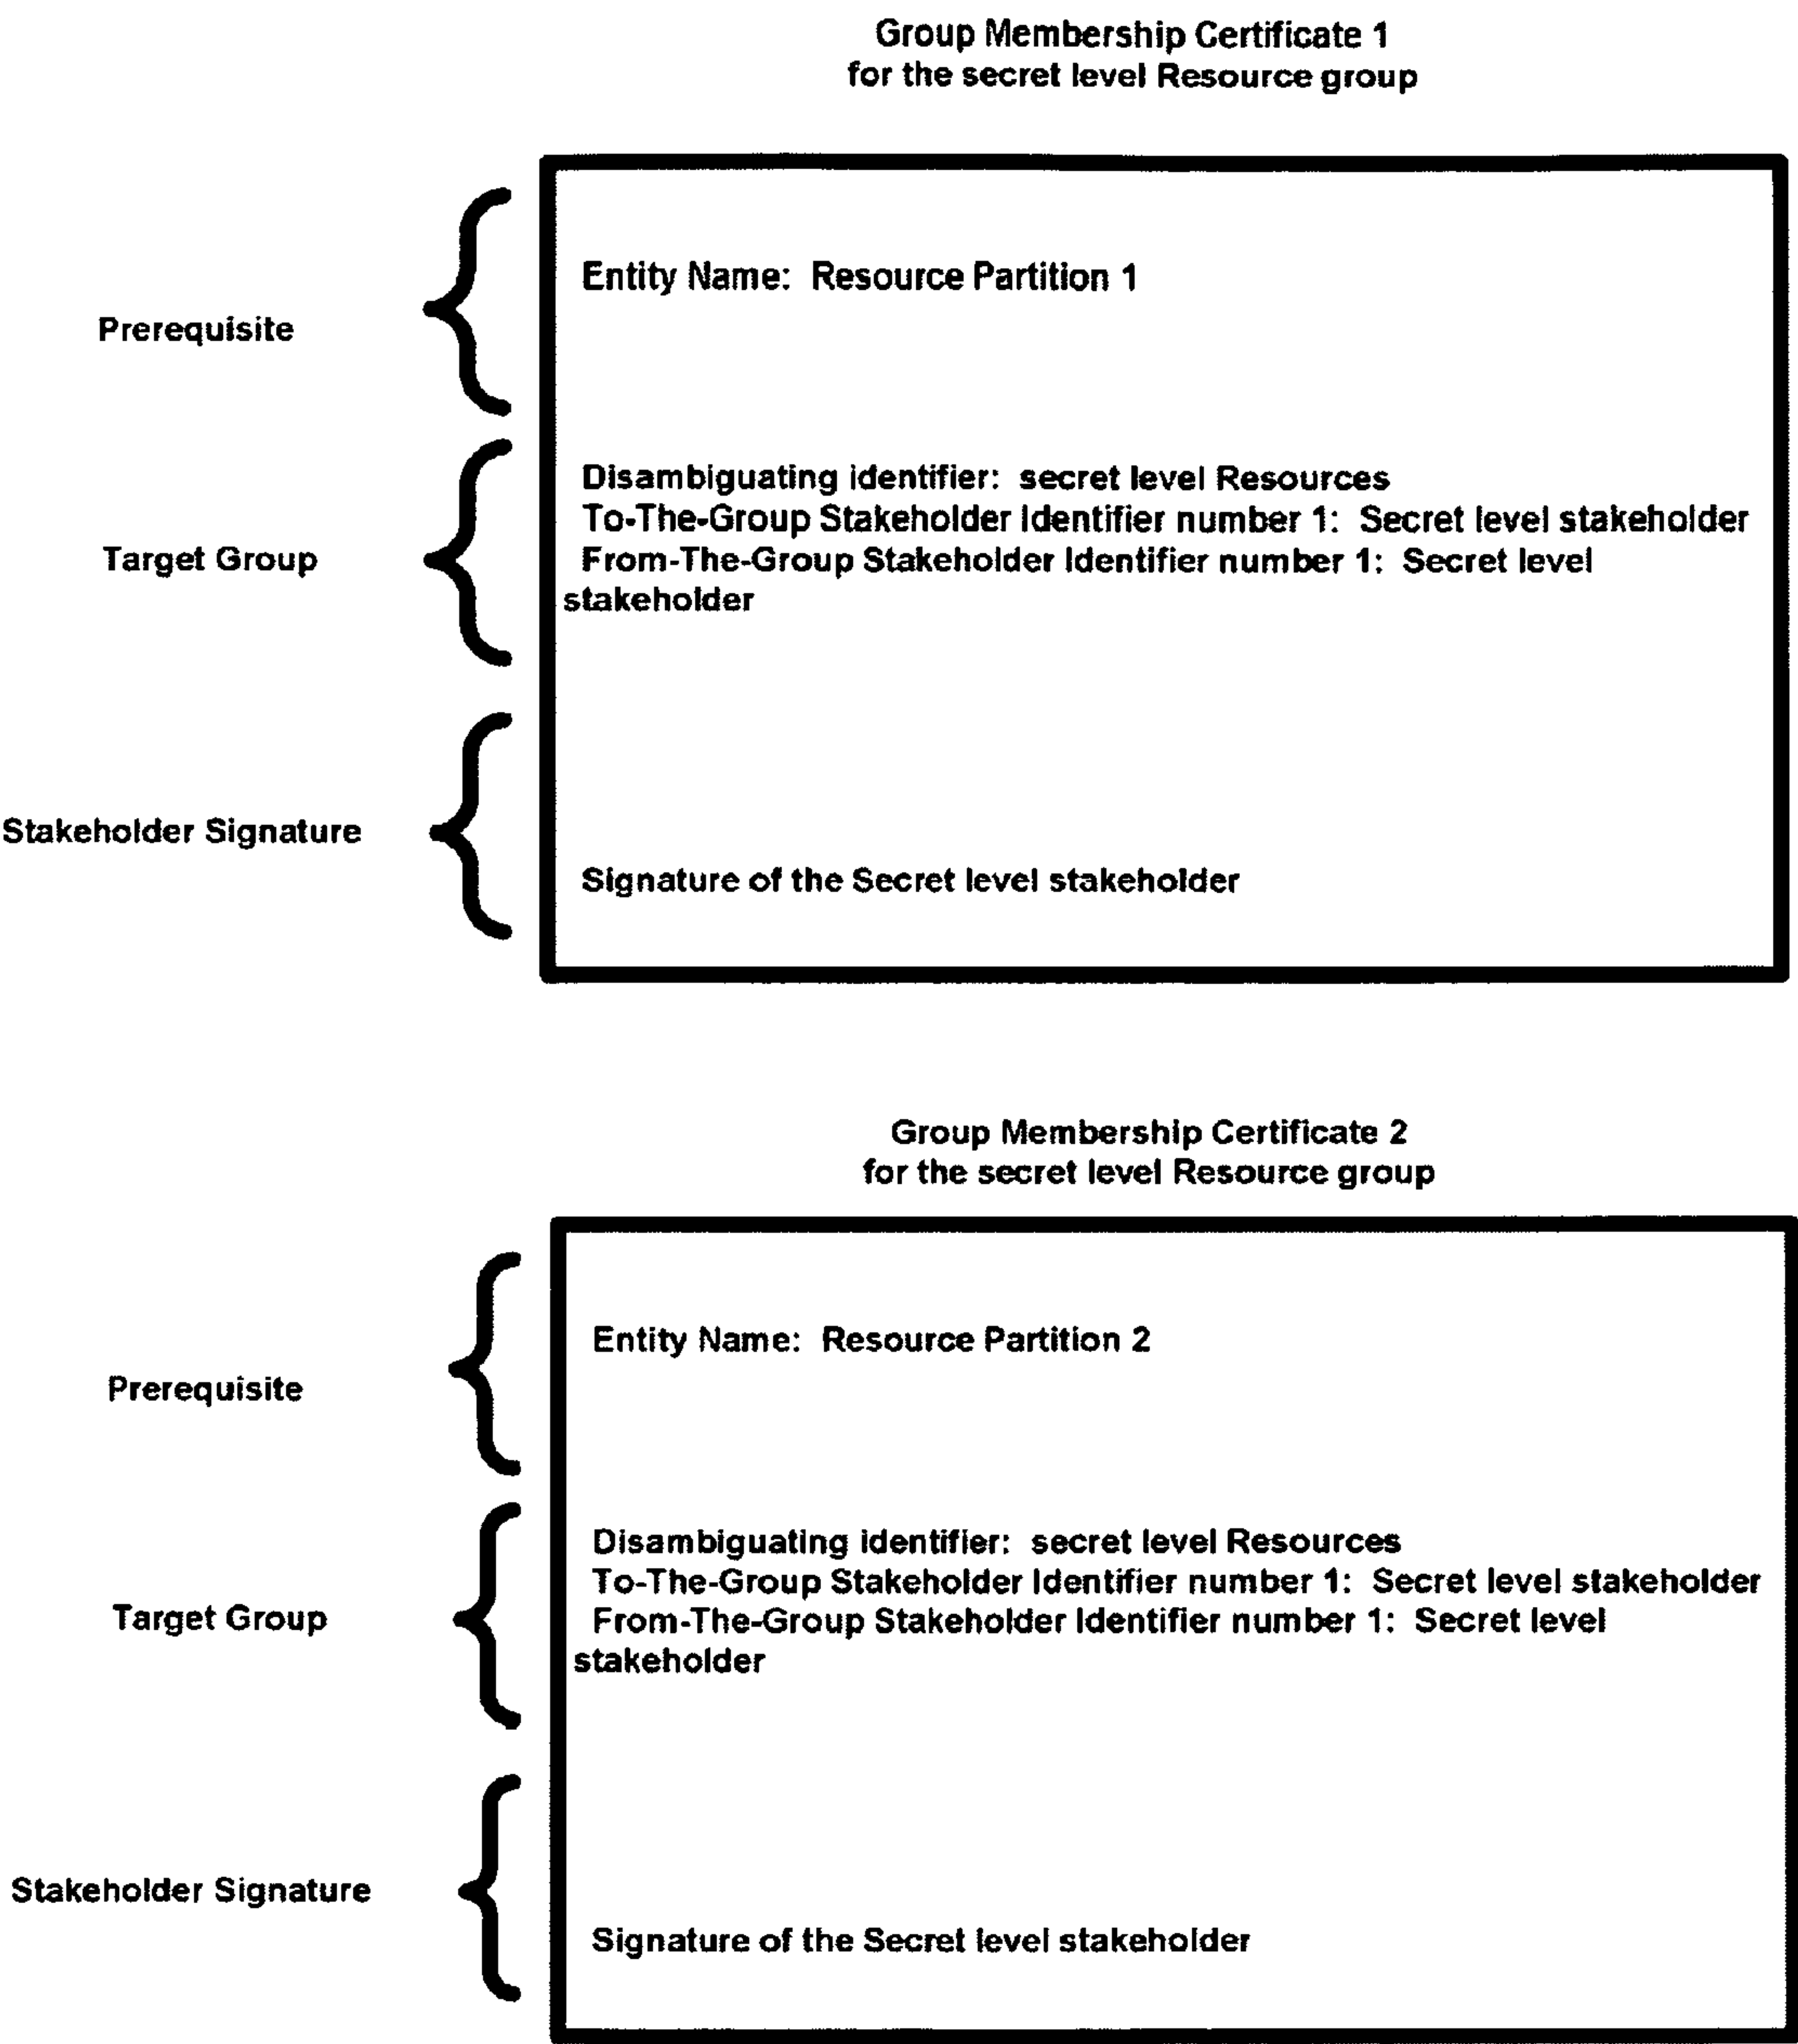 Group Membership Certificate 1
for the secret level Resource group
Prerequisite
Entity Name: Resource Partition 1
Target Group
Disambiguating identifier: secret level Resources
To-The-Group Stakeholder Identifier number 1: Secret level stakeholder
From-The-Group Stakeholder Identifier number 1: Secret level
stakeholder
Stakeholder Signature
Signature of the Secret level stakeholder
Group Membership Certificate 2
for the secret level Resource group
Prerequisite
Entity Name: Resource Partition 2
Target Group
Disambiguating identifier: secret level Resources
To-The-Group Stakeholder Identifier number 1: Secret level stakeholder
From-The-Group Stakeholder Identifier number 1: Secret level
stakeholder
Stakeholder Signature
Signature of the Secret level stakeholder